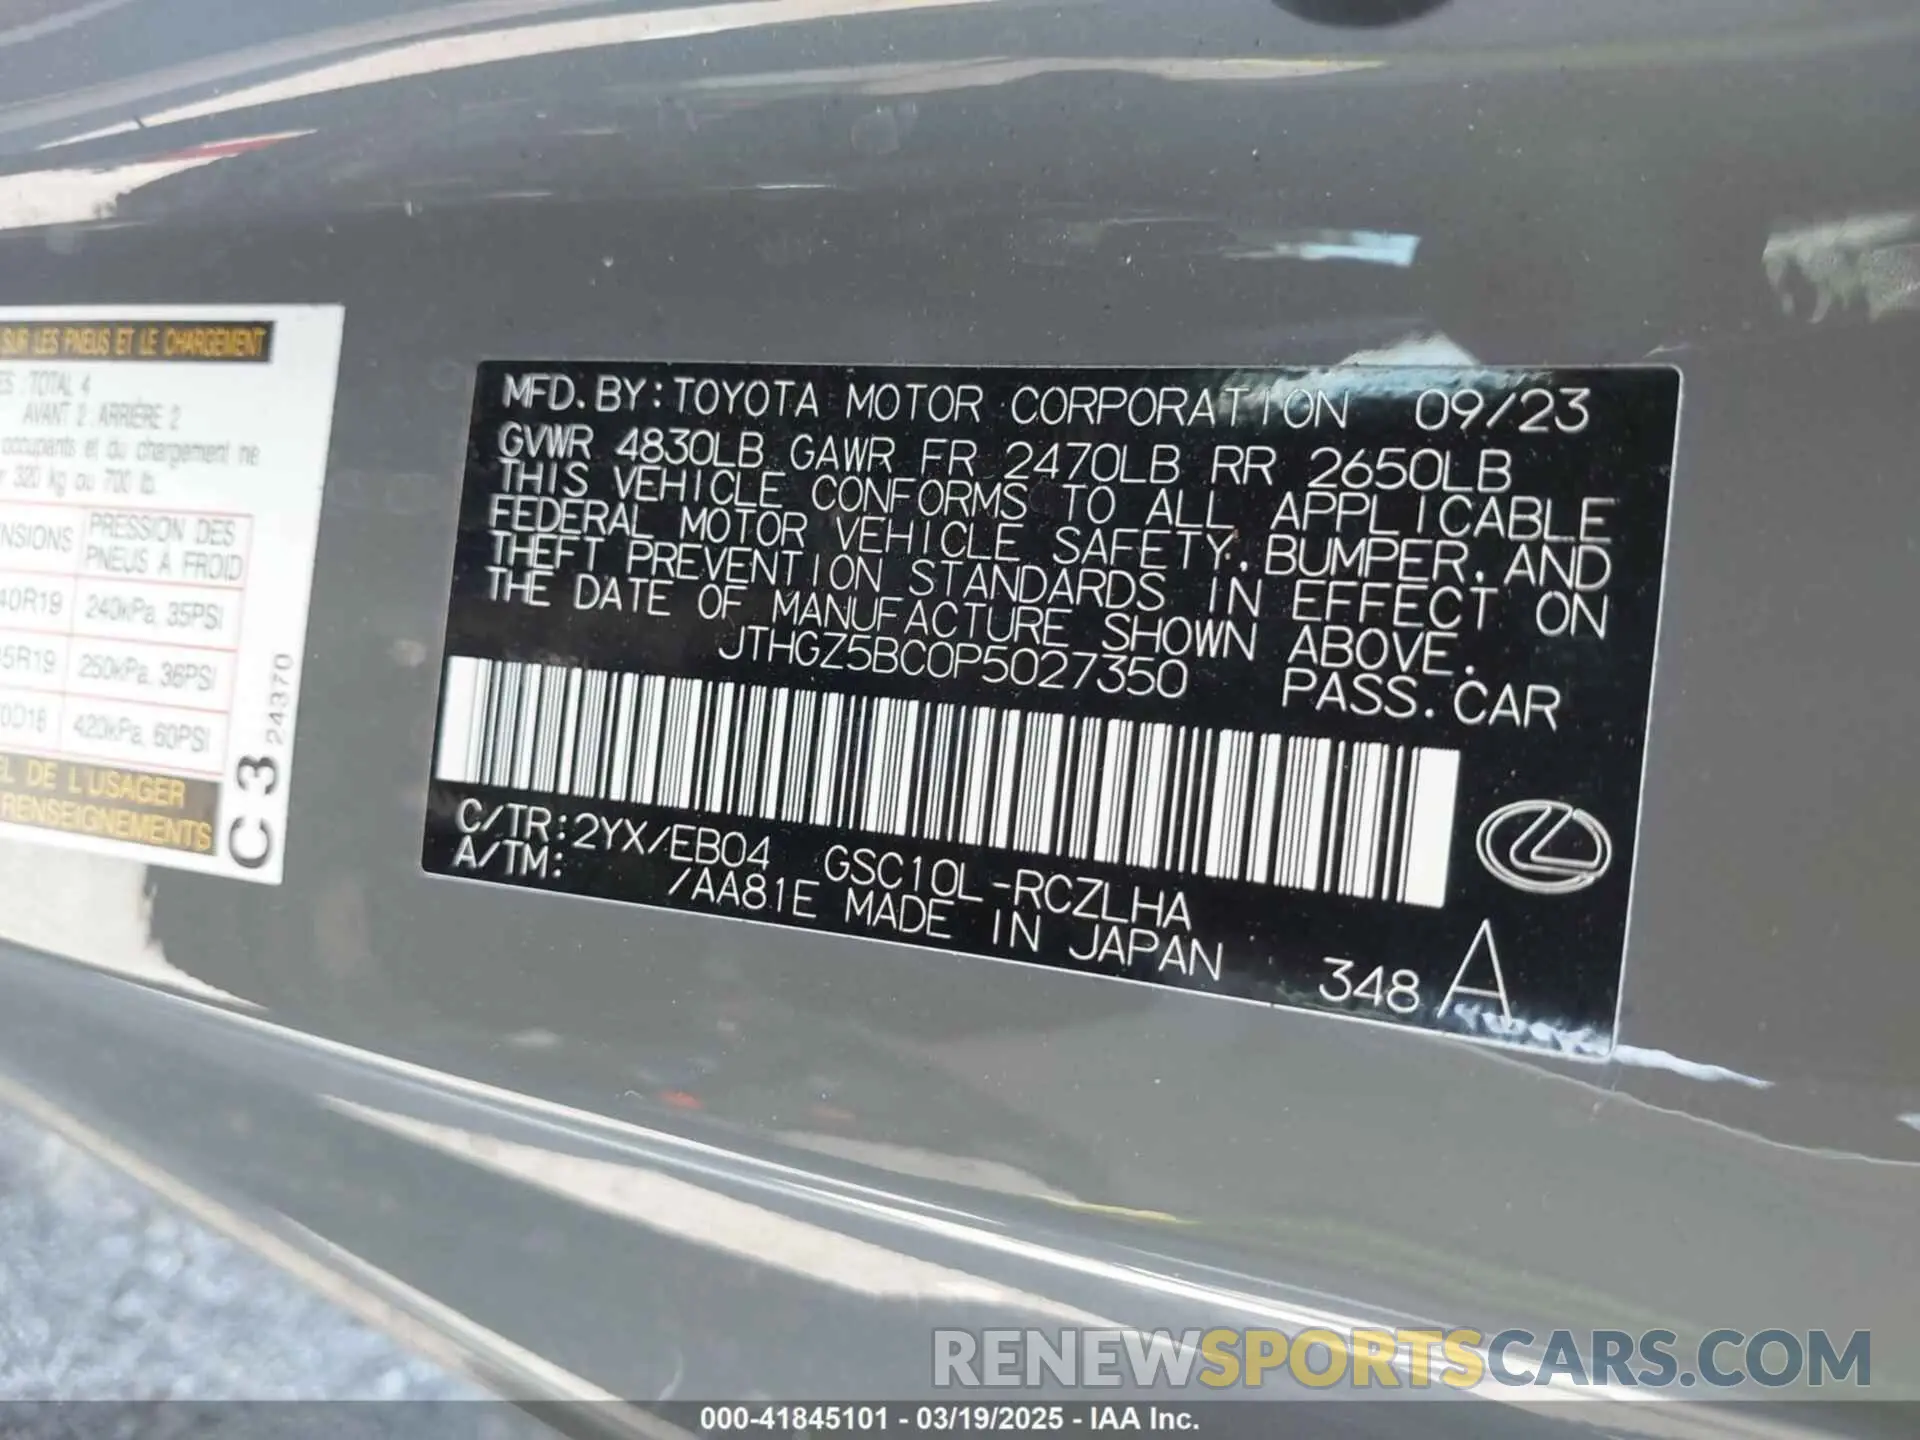 SUR LES PNEUS ET LE CHARGEMENT
TOTAL 4
AVANT 2 ARRIÈRE 2
occupants et du chargement ne
320 kg ou 700 lb.
NSIONS
PRESSION DES
PNEUS À FROID
40R19 240kPa, 35PSI
5R19 250kPa, 36PSI
0D18 420kPa, 60PSI
EL DE L'USAGER
RENSEIGNEMENTS
C3
24370
MFD. BY: TOYOTA MOTOR CORPORATION 09/23
GVWR 4830LB GAWR FR 2470LB RR 2650LB
THIS VEHICLE CONFORMS TO ALL APPLICABLE
FEDERAL MOTOR VEHICLE SAFETY, BUMPER, AND
THEFT PREVENTION STANDARDS IN EFFECT ON
THE DATE OF MANUFACTURE SHOWN ABOVE.
JTHGZ5BC0P5027350 PASS. CAR
C/TR: 2YX/EB04 GSC10L-RCZLHA
A/TM: /AA81E MADE IN JAPAN
348 A
RENEWSPORTSCARS.COM
000-41845101 - 03/19/2025 - IAA Inc.